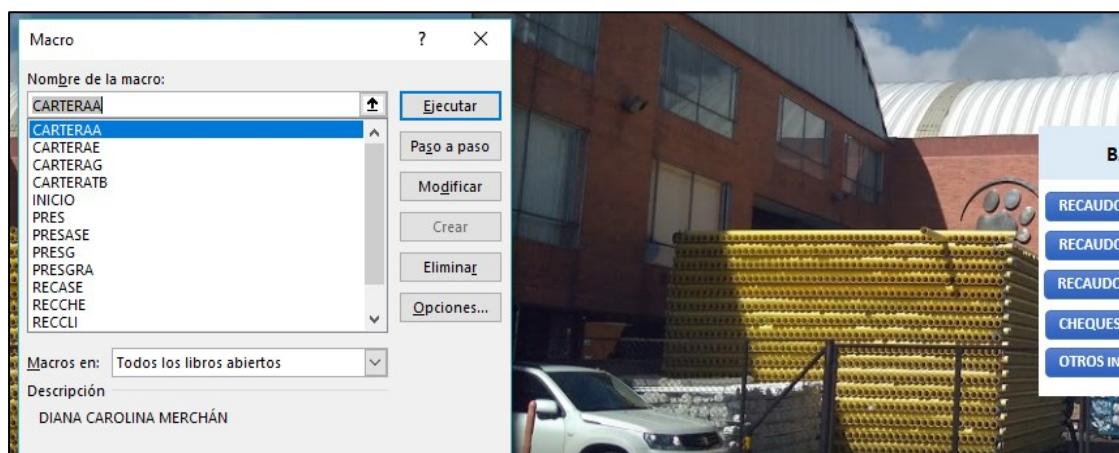 Macro
?
Nombre de la macro:
CARTERAA
CARTERAA
CARTERAE
CARTERAG
CARTERATB
INICIO
PRES
PRESASE
PRESG
PRESGRA
RECASE
RECCHE
RECCLI
Ejecutar
Paso a paso
Modificar
Crear
Eliminar
Opciones...
Macros en: Todos los libros abiertos
Descripción
DIANA CAROLINA MERCHÁN
B
RECAUDO
RECAUDO
RECAUDO
CHEQUES
OTROS IN